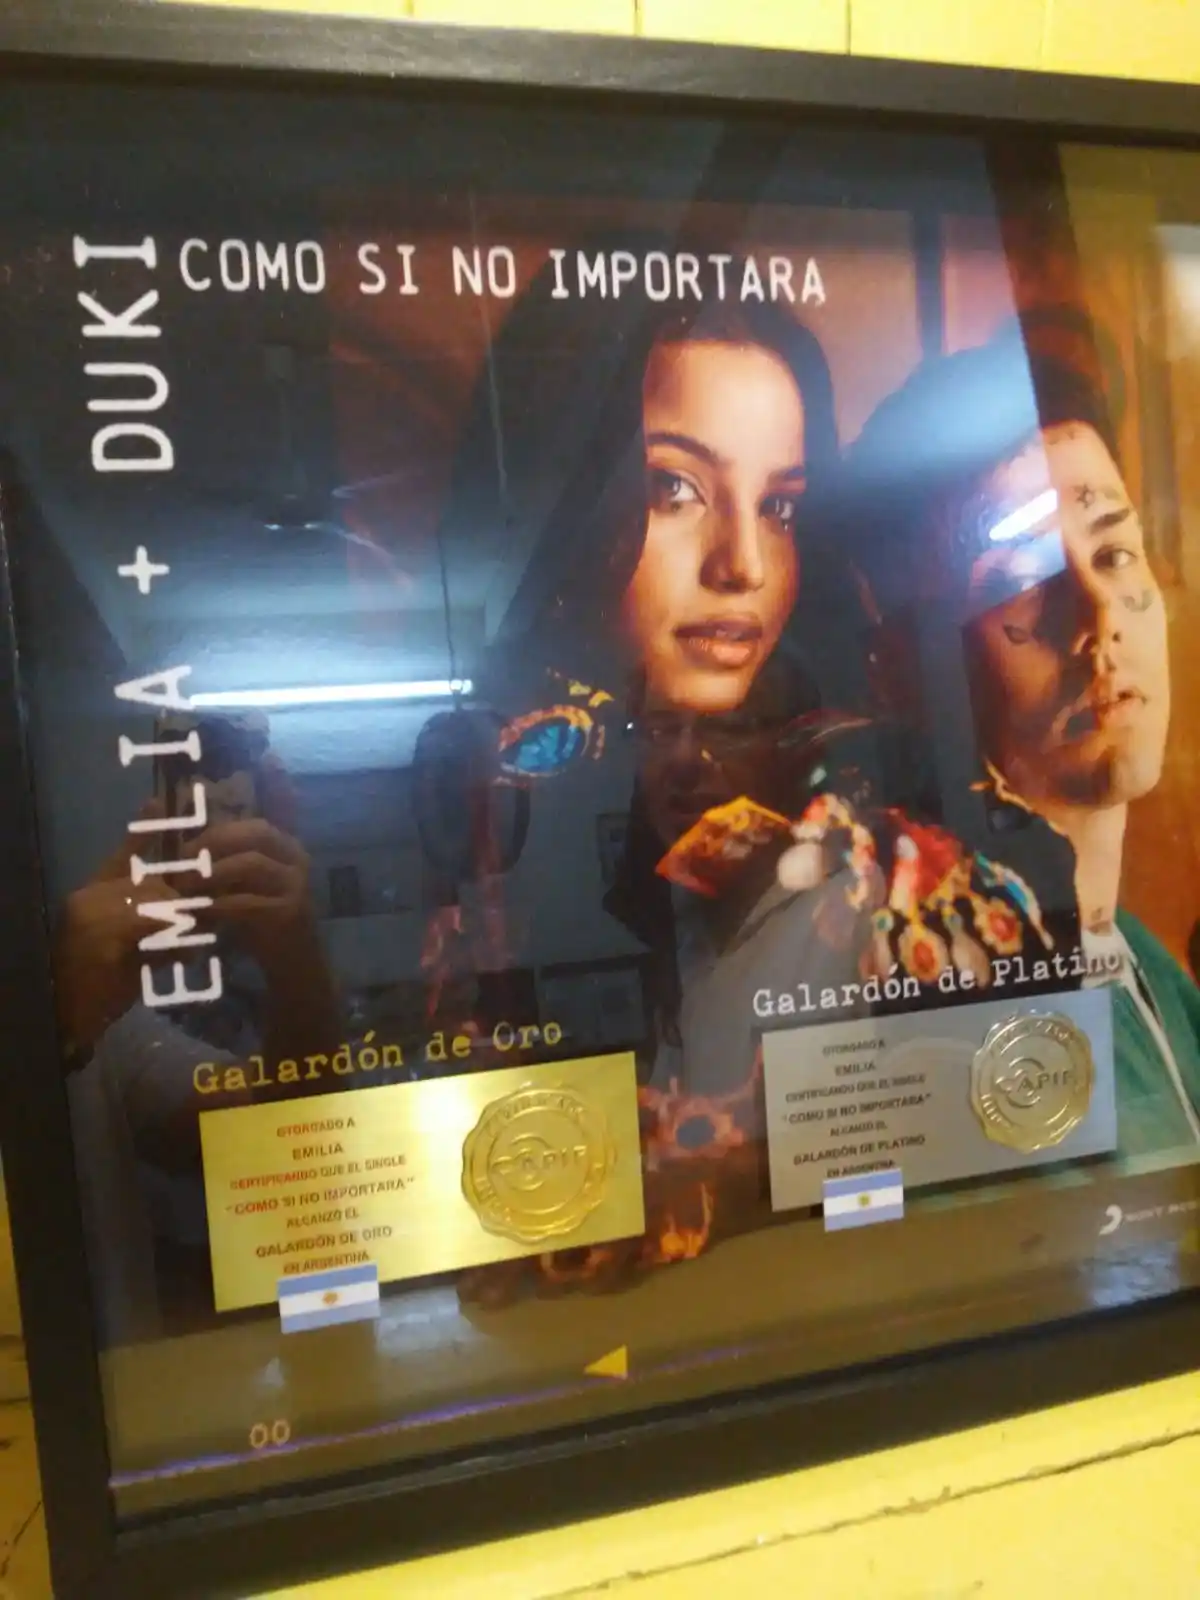 EMILIA + DUKI
COMO SI NO IMPORTARA
Galardón de Oro
OTORGADO A
EMILIA
CERTIFICANDO QUE EL SINGLE
"COMO SI NO IMPORTARA"
ALCANZÓ EL
GALARDÓN DE ORO
EN ARGENTINA
CAPIF
Galardón de Platino
OTORGADO A
EMILIA
CERTIFICANDO QUE EL SINGLE
"COMO SI NO IMPORTARA"
ALCANZÓ EL
GALARDÓN DE PLATINO
EN ARGENTINA
CAPIF
00